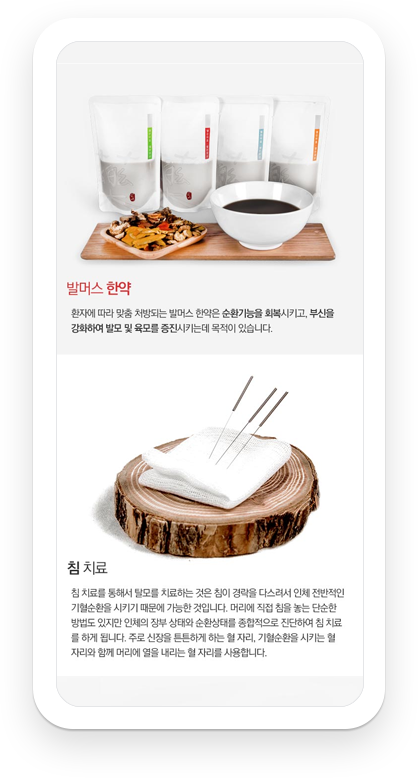 발머스 한약
환자에 따라 맞춤 처방되는 발머스 한약은 순환기능을 회복시키고, 부신을
강화하여 발모 및 육모를 증진시키는데 목적이 있습니다.
침 치료
침 치료를 통해서 탈모를 치료하는 것은 침이 경락을 다스려서 인체 전반적인
기혈순환을 시키기 때문에 가능한 것입니다. 머리에 직접 침을 놓는 단순한
방법도 있지만 인체의 장부 상태와 순환상태를 종합적으로 진단하여 침 치료
를 하게 됩니다. 주로 신장을 튼튼하게 하는 혈 자리, 기혈순환을 시키는 혈
자리와 함께 머리에 열을 내리는 혈 자리를 사용합니다.